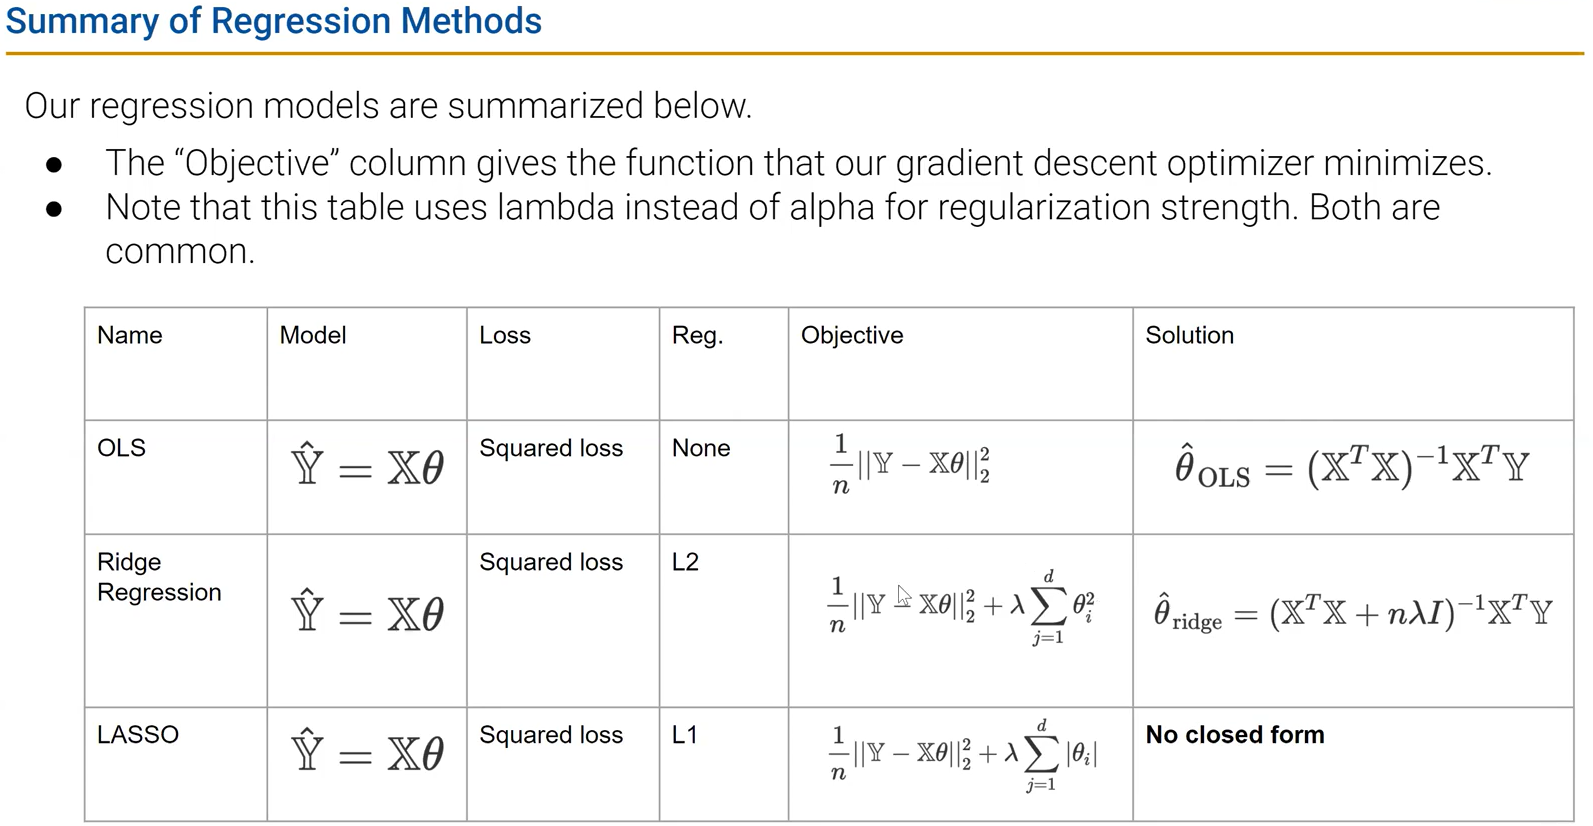 Summary of Regression Methods
Our regression models are summarized below.
● The “Objective” column gives the function that our gradient descent optimizer minimizes.
● Note that this table uses lambda instead of alpha for regularization strength. Both are
common.
Name Model Loss Reg. Objective Solution
OLS $\hat{\mathbb{Y}} = \mathbb{X}\theta$ Squared loss None $\frac{1}{n}||\mathbb{Y} - \mathbb{X}\theta||_2^2$ $\hat{\theta}_{\text{OLS}} = (\mathbb{X}^T\mathbb{X})^{-1}\mathbb{X}^T\mathbb{Y}$
Ridge
Regression $\hat{\mathbb{Y}} = \mathbb{X}\theta$ Squared loss L2 $\frac{1}{n}||\mathbb{Y} - \mathbb{X}\theta||_2^2 + \lambda \sum_{j=1}^{d} \theta_i^2$ $\hat{\theta}_{\text{ridge}} = (\mathbb{X}^T\mathbb{X} + n\lambda I)^{-1}\mathbb{X}^T\mathbb{Y}$
LASSO $\hat{\mathbb{Y}} = \mathbb{X}\theta$ Squared loss L1 $\frac{1}{n}||\mathbb{Y} - \mathbb{X}\theta||_2^2 + \lambda \sum_{j=1}^{d} |\theta_i|$ No closed form